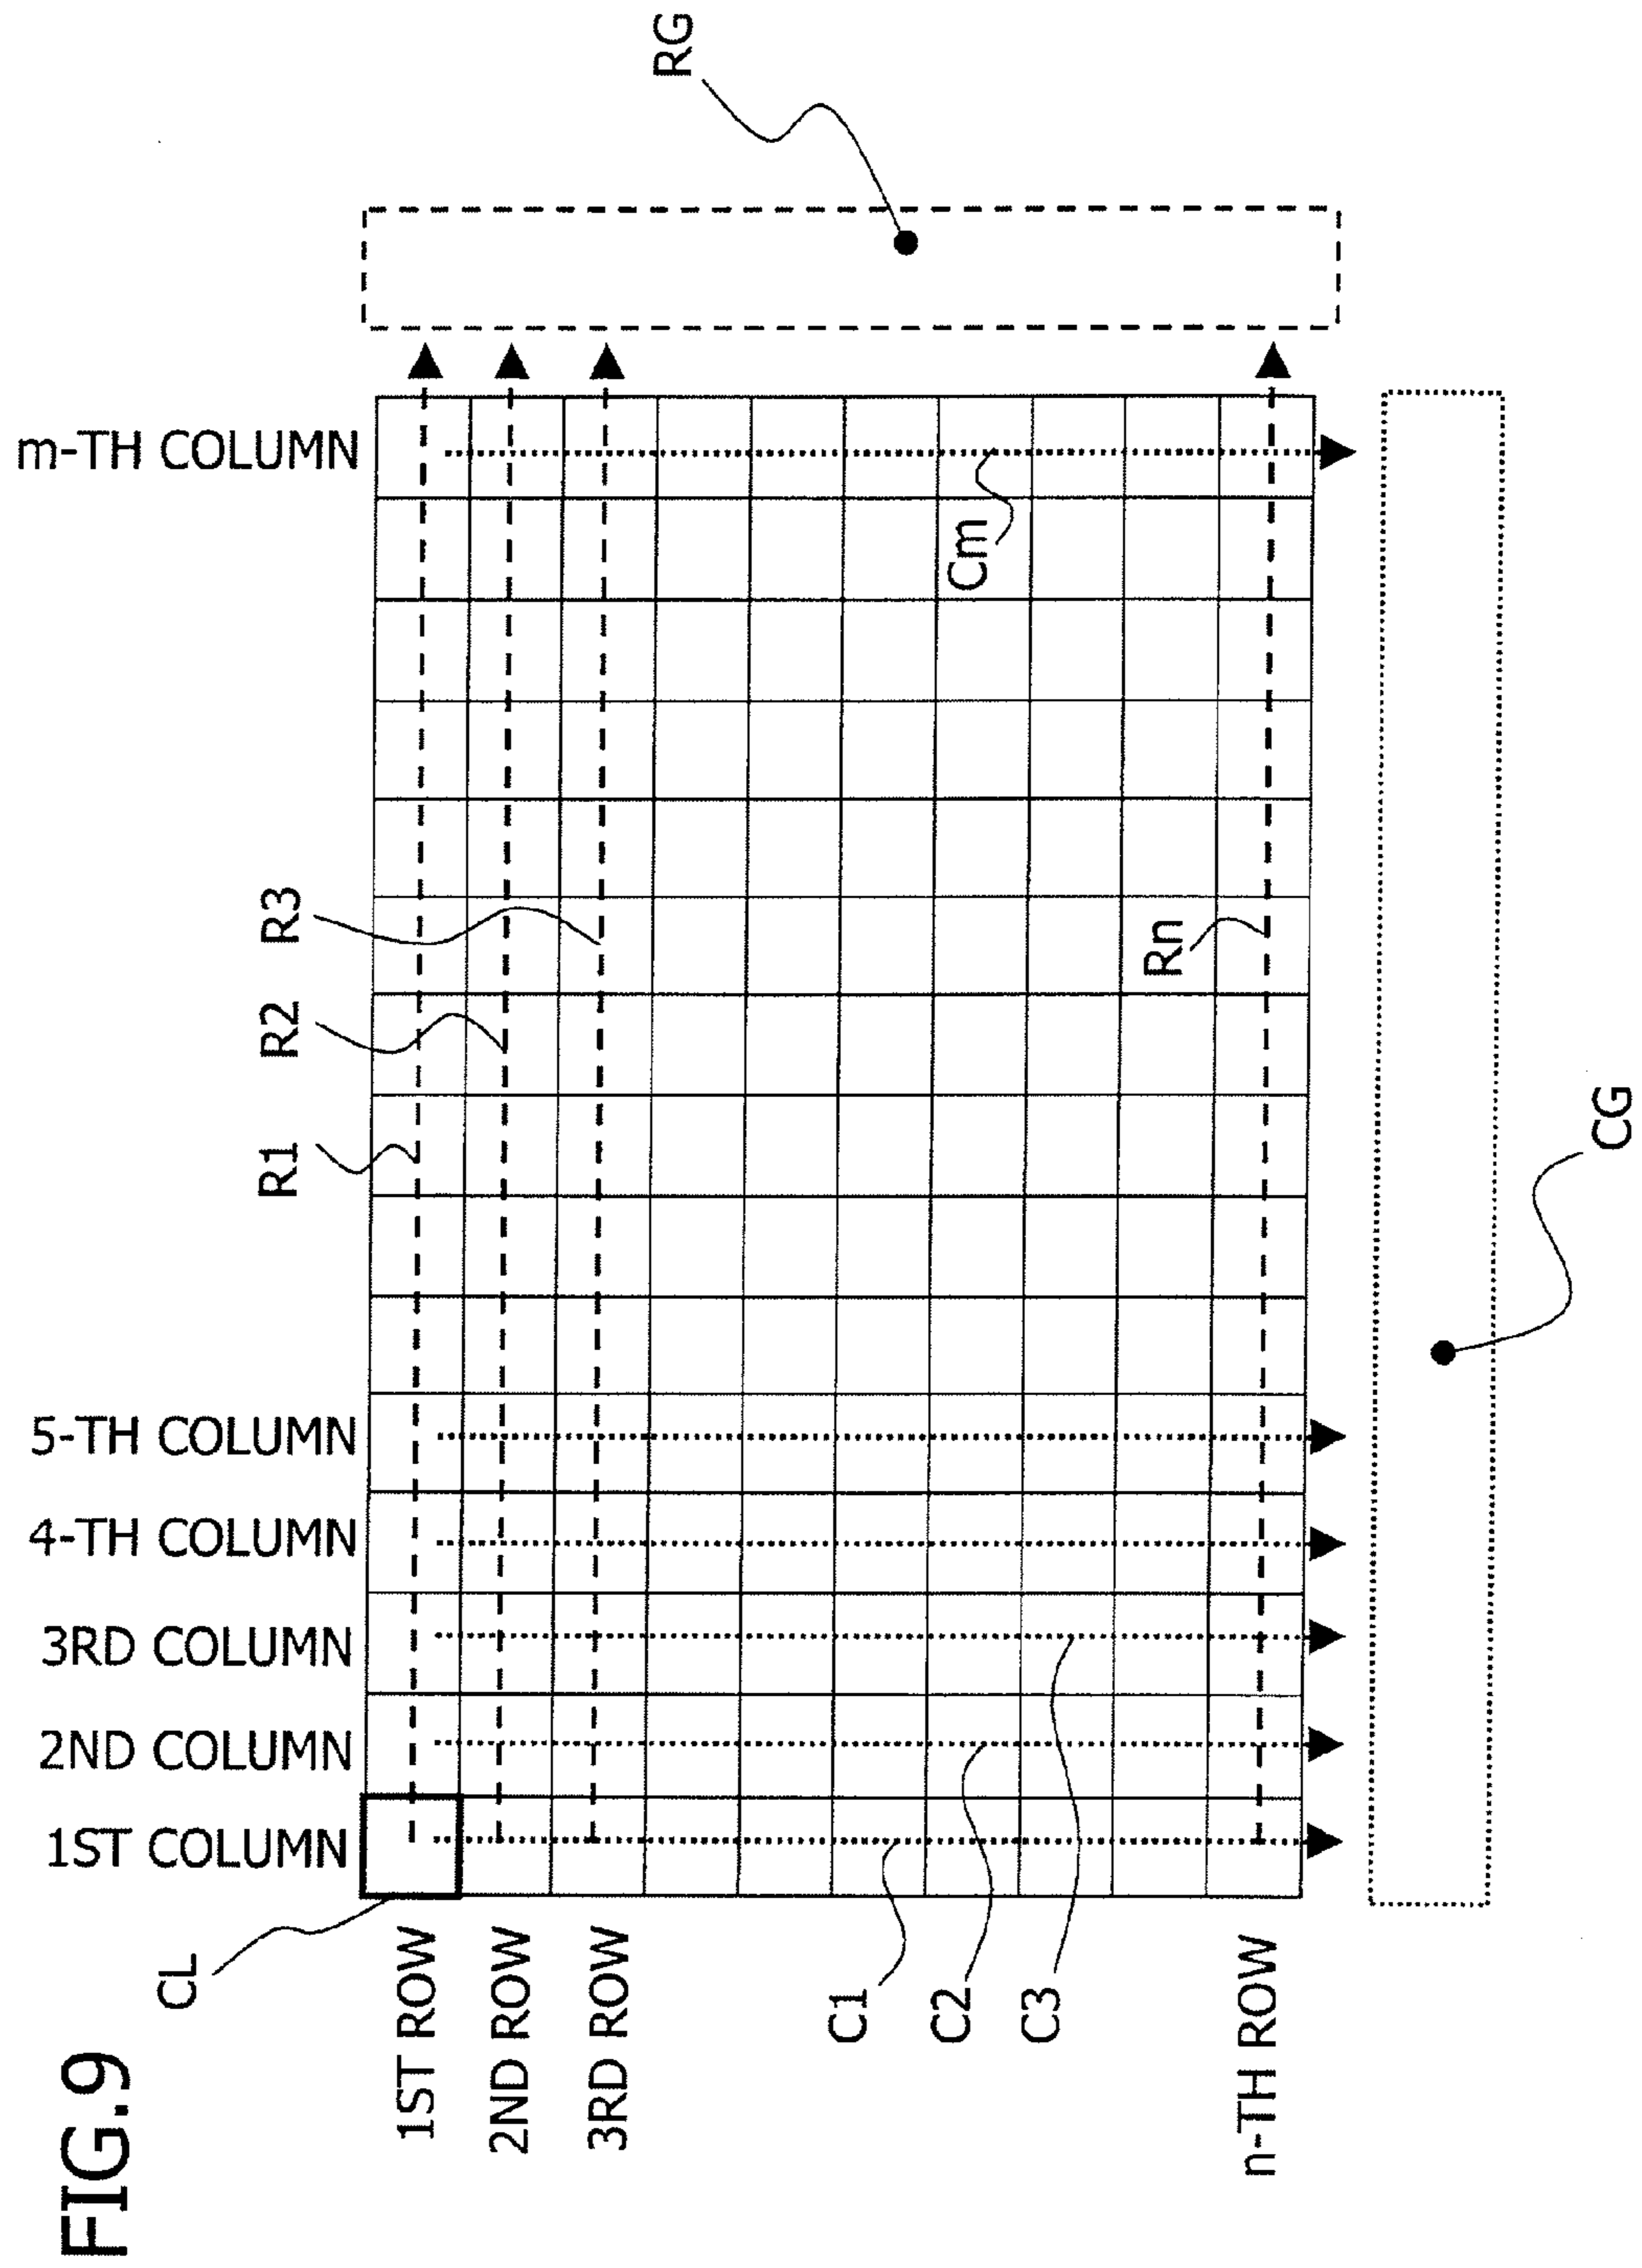 FIG.9
CL
1ST COLUMN
2ND COLUMN
3RD COLUMN
4-TH COLUMN
5-TH COLUMN
m-TH COLUMN
R1
R2
R3
RG
1ST ROW
2ND ROW
3RD ROW
C1
C2
C3
Cm
Rn
n-TH ROW
CG